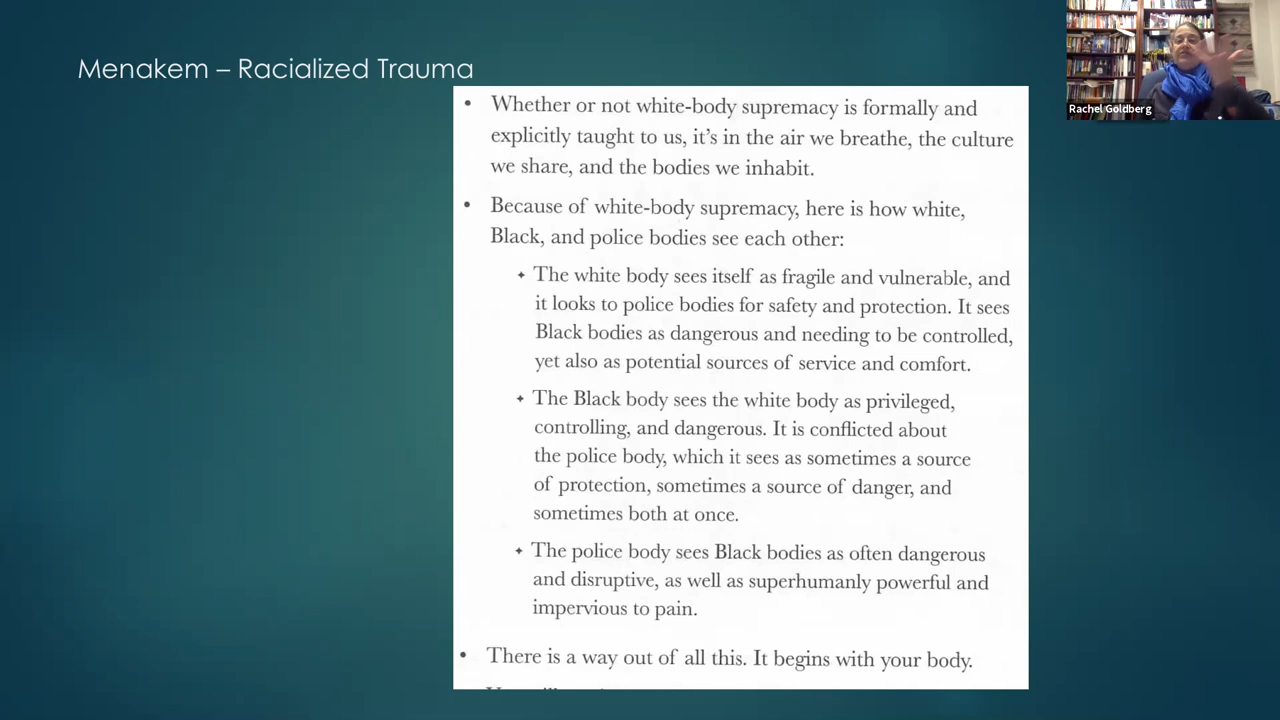 Menakem – Racialized Trauma
Rachel Goldberg
• Whether or not white-body supremacy is formally and
explicitly taught to us, it's in the air we breathe, the culture
we share, and the bodies we inhabit.
• Because of white-body supremacy, here is how white,
Black, and police bodies see each other:
✦ The white body sees itself as fragile and vulnerable, and
it looks to police bodies for safety and protection. It sees
Black bodies as dangerous and needing to be controlled,
yet also as potential sources of service and comfort.
✦ The Black body sees the white body as privileged,
controlling, and dangerous. It is conflicted about
the police body, which it sees as sometimes a source
of protection, sometimes a source of danger, and
sometimes both at once.
✦ The police body sees Black bodies as often dangerous
and disruptive, as well as superhumanly powerful and
impervious to pain.
• There is a way out of all this. It begins with your body.